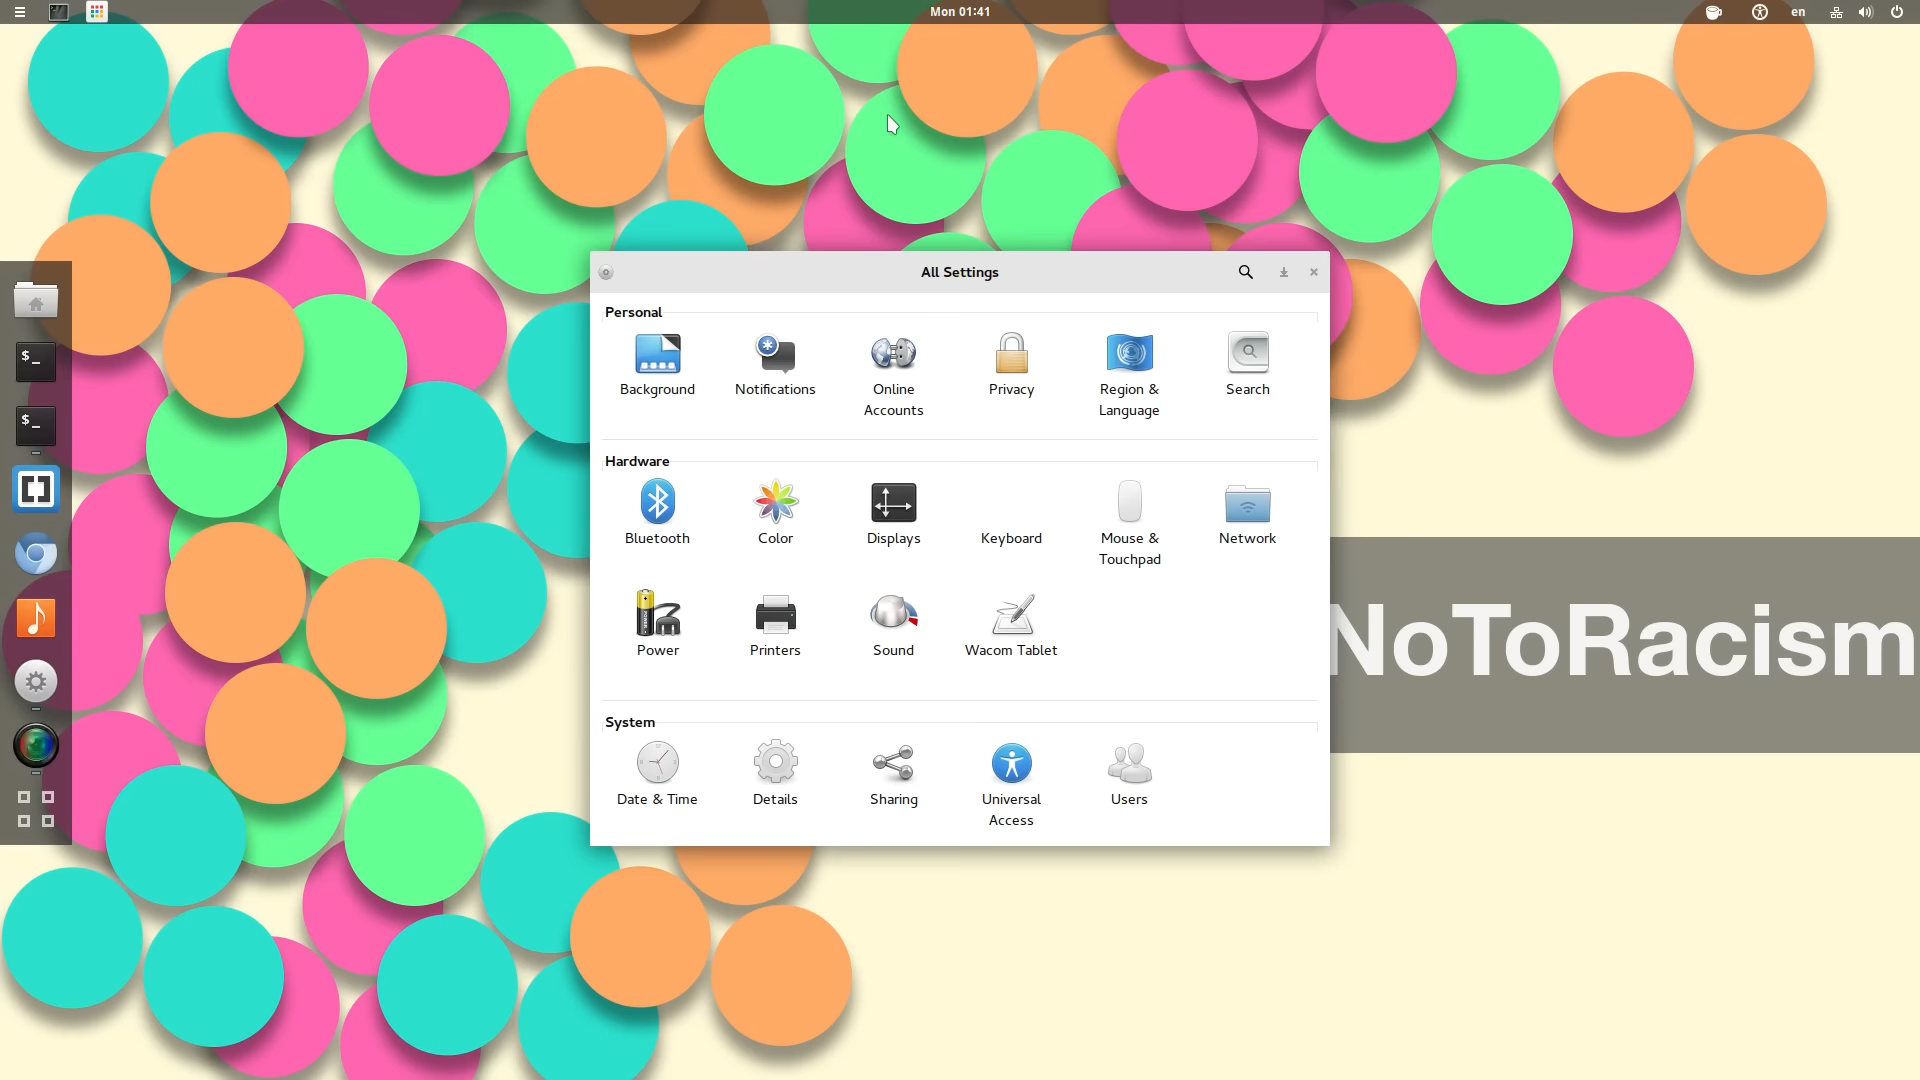 Mon 01:41
en
All Settings
Personal
Background
Notifications
Online
Accounts
Privacy
Region &
Language
Search
Hardware
Bluetooth
Color
Displays
Keyboard
Mouse &
Touchpad
Network
Power
Printers
Sound
Wacom Tablet
System
Date & Time
Details
Sharing
Universal
Access
Users
NoToRacism
$_
$_